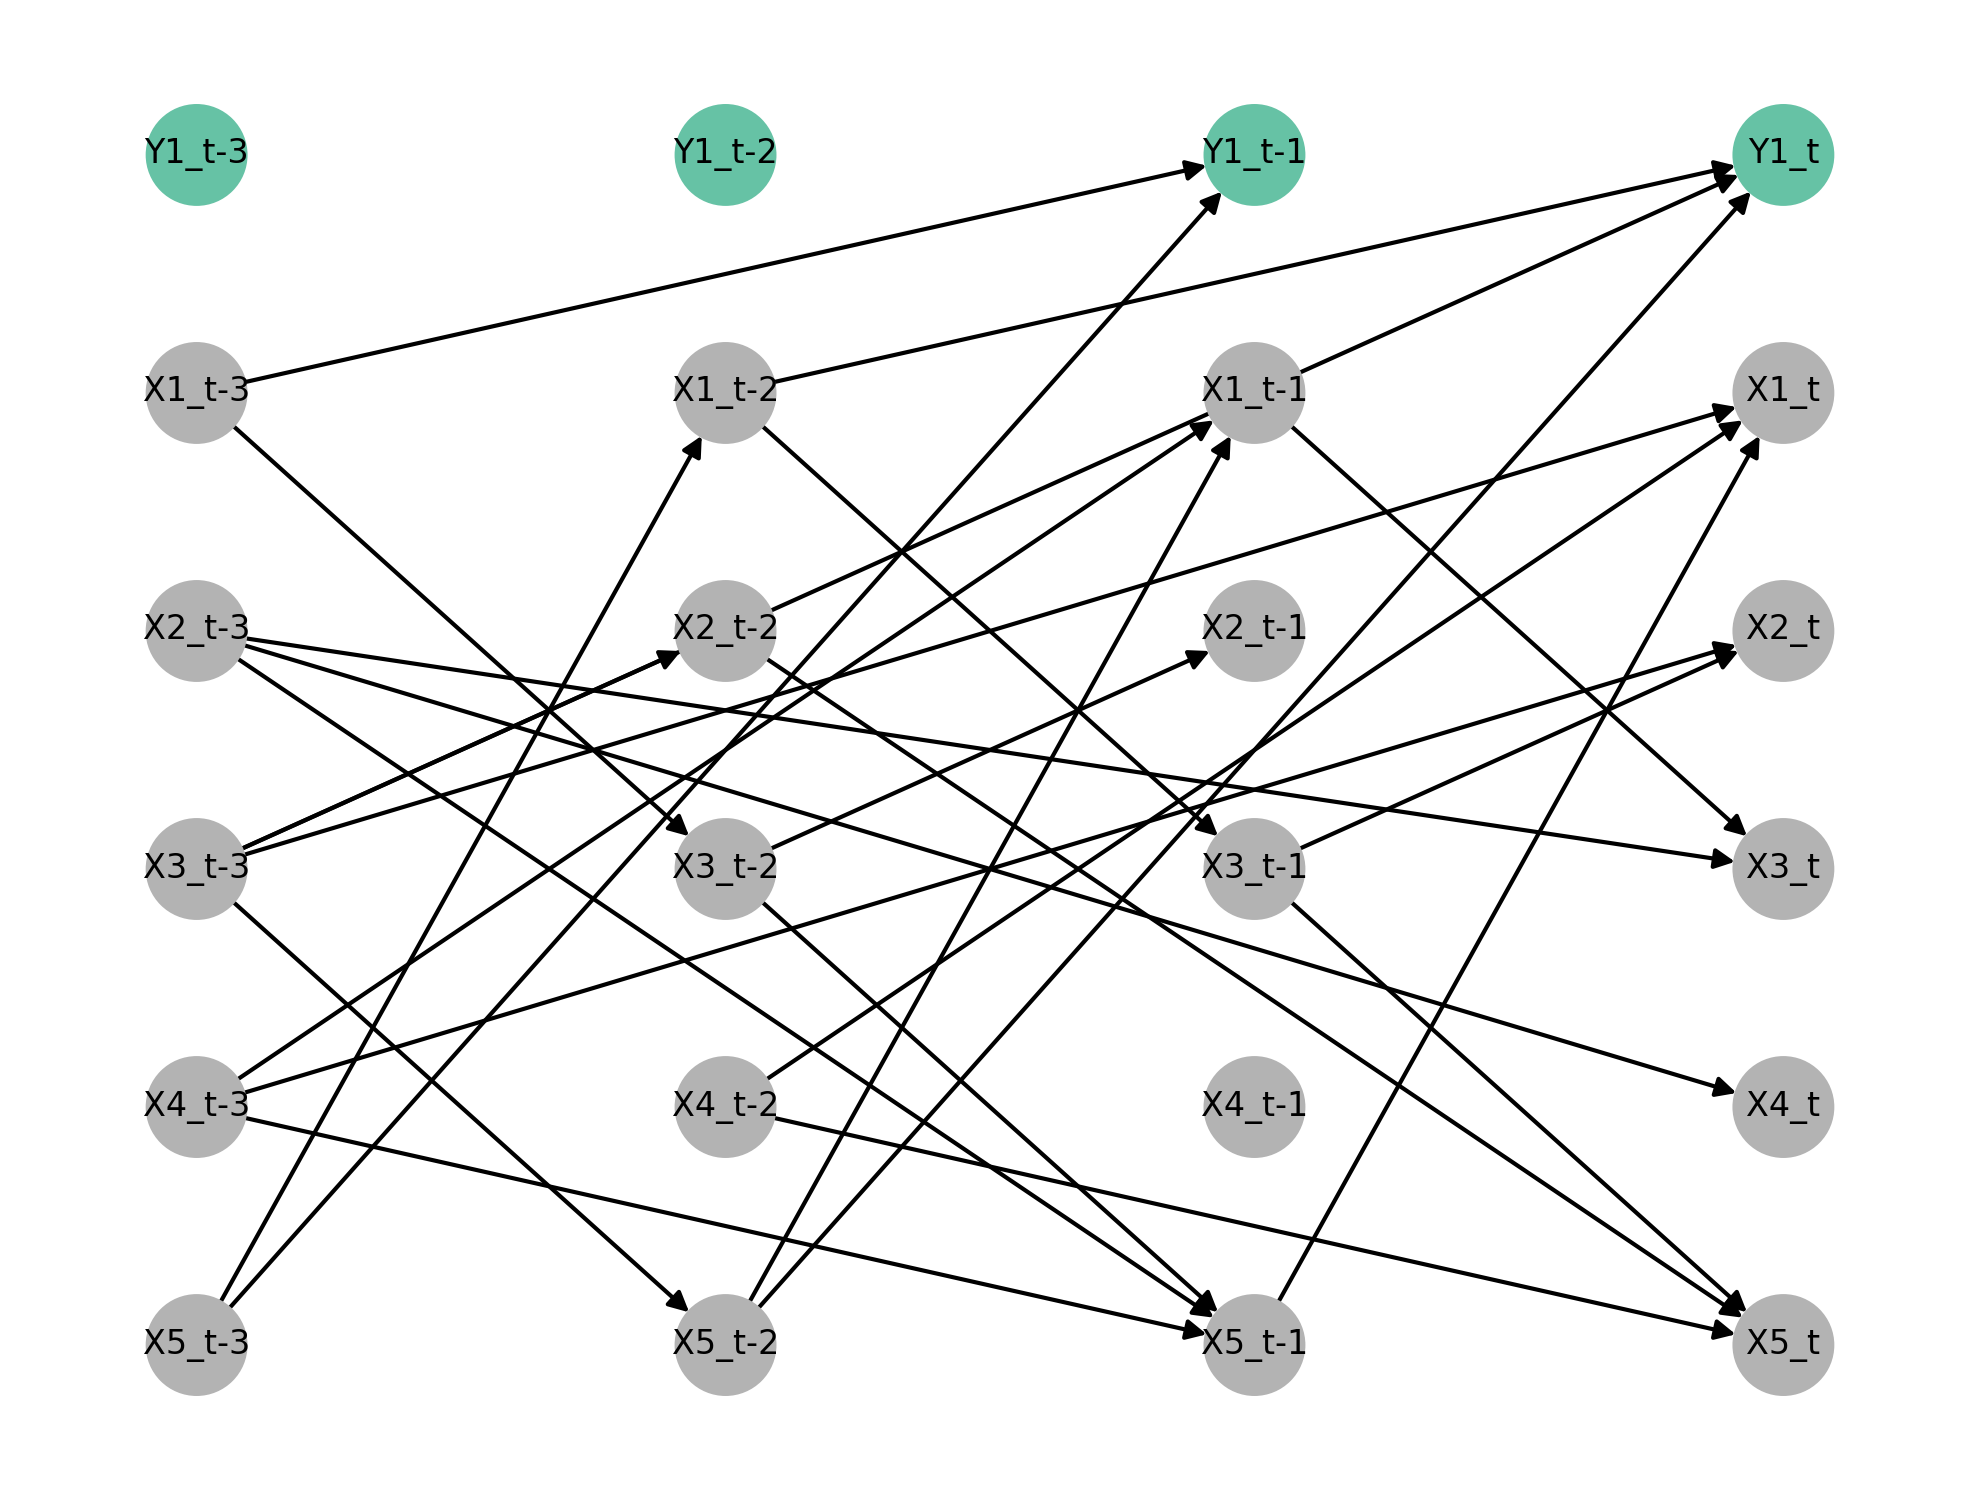 Y1_t-3 Y1_t-2 Y1_t-1 Y1_t
X1_t-3 X1_t-2 X1_t-1 X1_t
X2_t-3 X2_t-2 X2_t-1 X2_t
X3_t-3 X3_t-2 X3_t-1 X3_t
X4_t-3 X4_t-2 X4_t-1 X4_t
X5_t-3 X5_t-2 X5_t-1 X5_t